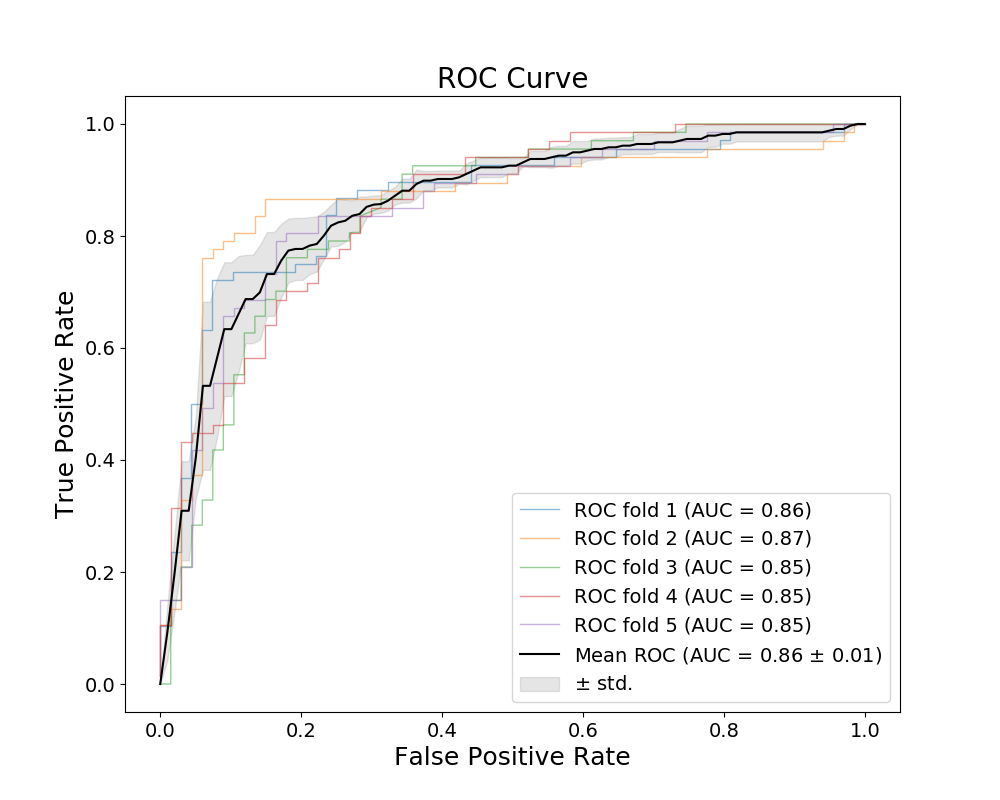 ROC Curve
1.0
0.8
0.6
0.4
0.2
0.0
True Positive Rate
ROC fold 1 (AUC = 0.86)
ROC fold 2 (AUC = 0.87)
ROC fold 3 (AUC = 0.85)
ROC fold 4 (AUC = 0.85)
ROC fold 5 (AUC = 0.85)
Mean ROC (AUC = 0.86 ± 0.01)
± std.
0.0 0.2 0.4 0.6 0.8 1.0
False Positive Rate